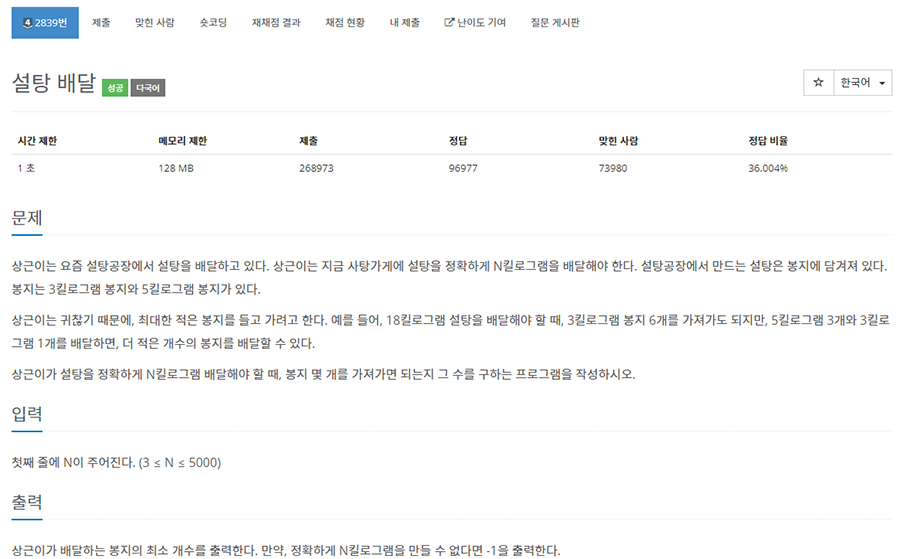 4 2839번 제출 맞힌 사람 숏코딩 재채점 결과 채점 현황 내 제출 난이도 기여 질문 게시판
설탕 배달 성공 다국어 ☆ 한국어
시간 제한 메모리 제한 제출 정답 맞힌 사람 정답 비율
1 초 128 MB 268973 96977 73980 36.004%
문제
상근이는 요즘 설탕공장에서 설탕을 배달하고 있다. 상근이는 지금 사탕가게에 설탕을 정확하게 N킬로그램을 배달해야 한다. 설탕공장에서 만드는 설탕은 봉지에 담겨져 있다.
봉지는 3킬로그램 봉지와 5킬로그램 봉지가 있다.
상근이는 귀찮기 때문에, 최대한 적은 봉지를 들고 가려고 한다. 예를 들어, 18킬로그램 설탕을 배달해야 할 때, 3킬로그램 봉지 6개를 가져가도 되지만, 5킬로그램 3개와 3킬로
그램 1개를 배달하면, 더 적은 개수의 봉지를 배달할 수 있다.
상근이가 설탕을 정확하게 N킬로그램 배달해야 할 때, 봉지 몇 개를 가져가면 되는지 그 수를 구하는 프로그램을 작성하시오.
입력
첫째 줄에 N이 주어진다. (3 ≤ N ≤ 5000)
출력
상근이가 배달하는 봉지의 최소 개수를 출력한다. 만약, 정확하게 N킬로그램을 만들 수 없다면 -1을 출력한다.